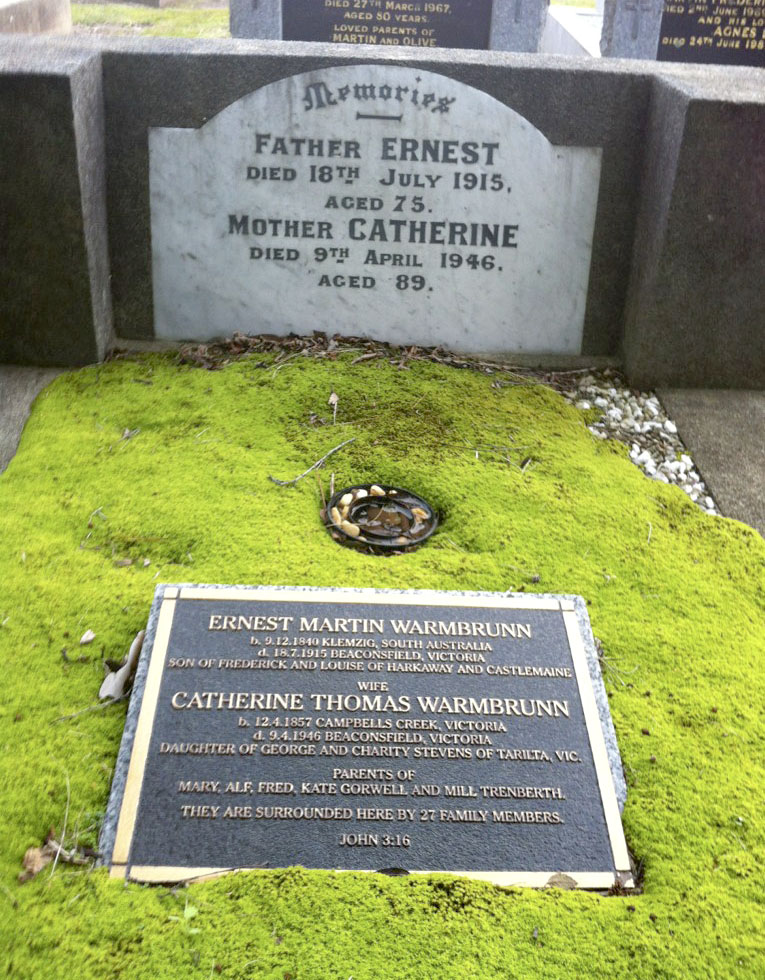 DIED 27TH MARCH 1967,
AGED 80 YEARS.
LOVED PARENTS OF
MARTIN AND OLIVE
DIED 2ND JUNE
AND HIS
AGNES
DIED 24TH JUNE
Memories
FATHER ERNEST
DIED 18TH JULY 1915,
AGED 75.
MOTHER CATHERINE
DIED 9TH APRIL 1946,
AGED 89.
ERNEST MARTIN WARMBRUNN
b. 9.12.1840 KLEMZIG, SOUTH AUSTRALIA
d. 18.7.1915 BEACONSFIELD, VICTORIA
SON OF FREDERICK AND LOUISE OF HARKAWAY AND CASTLEMAINE
WIFE
CATHERINE THOMAS WARMBRUNN
b. 12.4.1857 CAMPBELLS CREEK, VICTORIA
d. 9.4.1946 BEACONSFIELD, VICTORIA
DAUGHTER OF GEORGE AND CHARITY STEVENS OF TARILTA, VIC.
PARENTS OF
MARY, ALF, FRED, KATE GORWELL AND MILL TRENBERTH.
THEY ARE SURROUNDED HERE BY 27 FAMILY MEMBERS.
JOHN 3:16